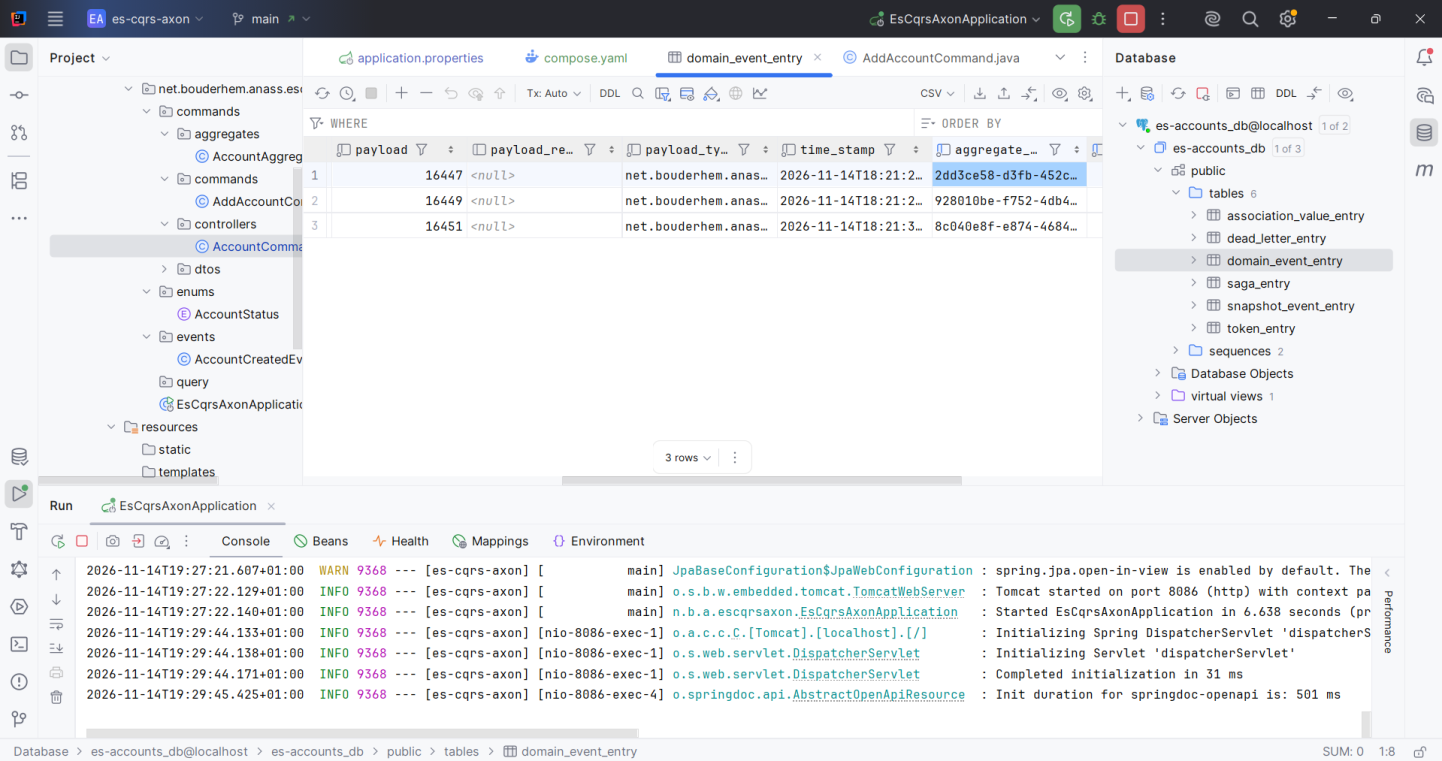 EA es-cqrs-axon main EsCqrsAxonApplication
Project
net.bouderhem.anass.esc
commands
aggregates
AccountAggreg
commands
AddAccountCo
controllers
AccountComma
dtos
enums
AccountStatus
events
AccountCreatedEv
query
EsCqrsAxonApplicatio
resources
static
templates
application.properties compose.yaml domain_event_entry AddAccountCommand.java
Tx: Auto DDL CSV
WHERE ORDER BY
payload payload_re… payload_ty… time_stamp aggregate_…
1 16447 <null> net.bouderhem.anas… 2026-11-14T18:21:2… 2dd3ce58-d3fb-452c…
2 16449 <null> net.bouderhem.anas… 2026-11-14T18:21:2… 928010be-f752-4db4…
3 16451 <null> net.bouderhem.anas… 2026-11-14T18:21:3… 8c040e8f-e874-4684…
3 rows
Database
DDL
es-accounts_db@localhost 1 of 2
es-accounts_db 1 of 3
public
tables 6
association_value_entry
dead_letter_entry
domain_event_entry
saga_entry
snapshot_event_entry
token_entry
sequences 2
Database Objects
virtual views 1
Server Objects
m
Run EsCqrsAxonApplication
Console Beans Health Mappings Environment
2026-11-14T19:27:21.607+01:00 WARN 9368 --- [es-cqrs-axon] [ main] JpaBaseConfiguration$JpaWebConfiguration : spring.jpa.open-in-view is enabled by default. The
2026-11-14T19:27:22.129+01:00 INFO 9368 --- [es-cqrs-axon] [ main] o.s.b.w.embedded.tomcat.TomcatWebServer : Tomcat started on port 8086 (http) with context pa
2026-11-14T19:27:22.140+01:00 INFO 9368 --- [es-cqrs-axon] [ main] n.b.a.escqrsaxon.EsCqrsAxonApplication : Started EsCqrsAxonApplication in 6.638 seconds (pr
2026-11-14T19:29:44.133+01:00 INFO 9368 --- [es-cqrs-axon] [nio-8086-exec-1] o.a.c.c.C.[Tomcat].[localhost].[/] : Initializing Spring DispatcherServlet 'dispatcherS
2026-11-14T19:29:44.138+01:00 INFO 9368 --- [es-cqrs-axon] [nio-8086-exec-1] o.s.web.servlet.DispatcherServlet : Initializing Servlet 'dispatcherServlet'
2026-11-14T19:29:44.171+01:00 INFO 9368 --- [es-cqrs-axon] [nio-8086-exec-1] o.s.web.servlet.DispatcherServlet : Completed initialization in 31 ms
2026-11-14T19:29:45.425+01:00 INFO 9368 --- [es-cqrs-axon] [nio-8086-exec-4] o.springdoc.api.AbstractOpenApiResource : Init duration for springdoc-openapi is: 501 ms
Performance
Database > es-accounts_db@localhost > es-accounts_db > public > tables > domain_event_entry SUM: 0 1:8